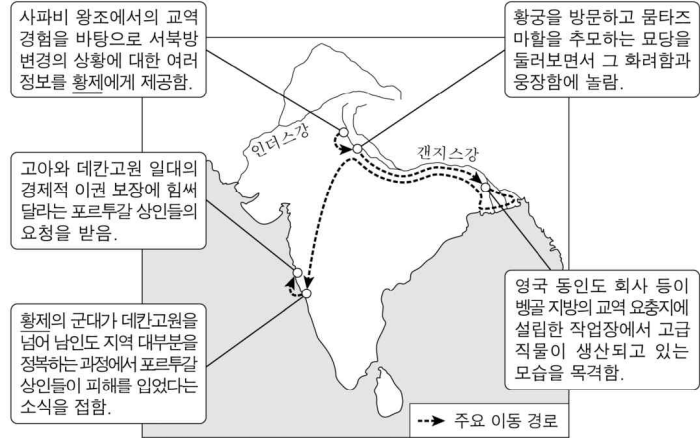 사파비 왕조에서의 교역
경험을 바탕으로 서북방
변경의 상황에 대한 여러
정보를 황제에게 제공함.
황궁을 방문하고 뭄타즈
마할을 추모하는 묘당을
둘러보면서 그 화려함과
웅장함에 놀람.
인더스강
갠지스강
고아와 데칸고원 일대의
경제적 이권 보장에 힘써
달라는 포르투갈 상인들의
요청을 받음.
황제의 군대가 데칸고원을
넘어 남인도 지역 대부분을
정복하는 과정에서 포르투갈
상인들이 피해를 입었다는
소식을 접함.
영국 동인도 회사 등이
벵골 지방의 교역 요충지에
설립한 작업장에서 고급
직물이 생산되고 있는
모습을 목격함.
주요 이동 경로